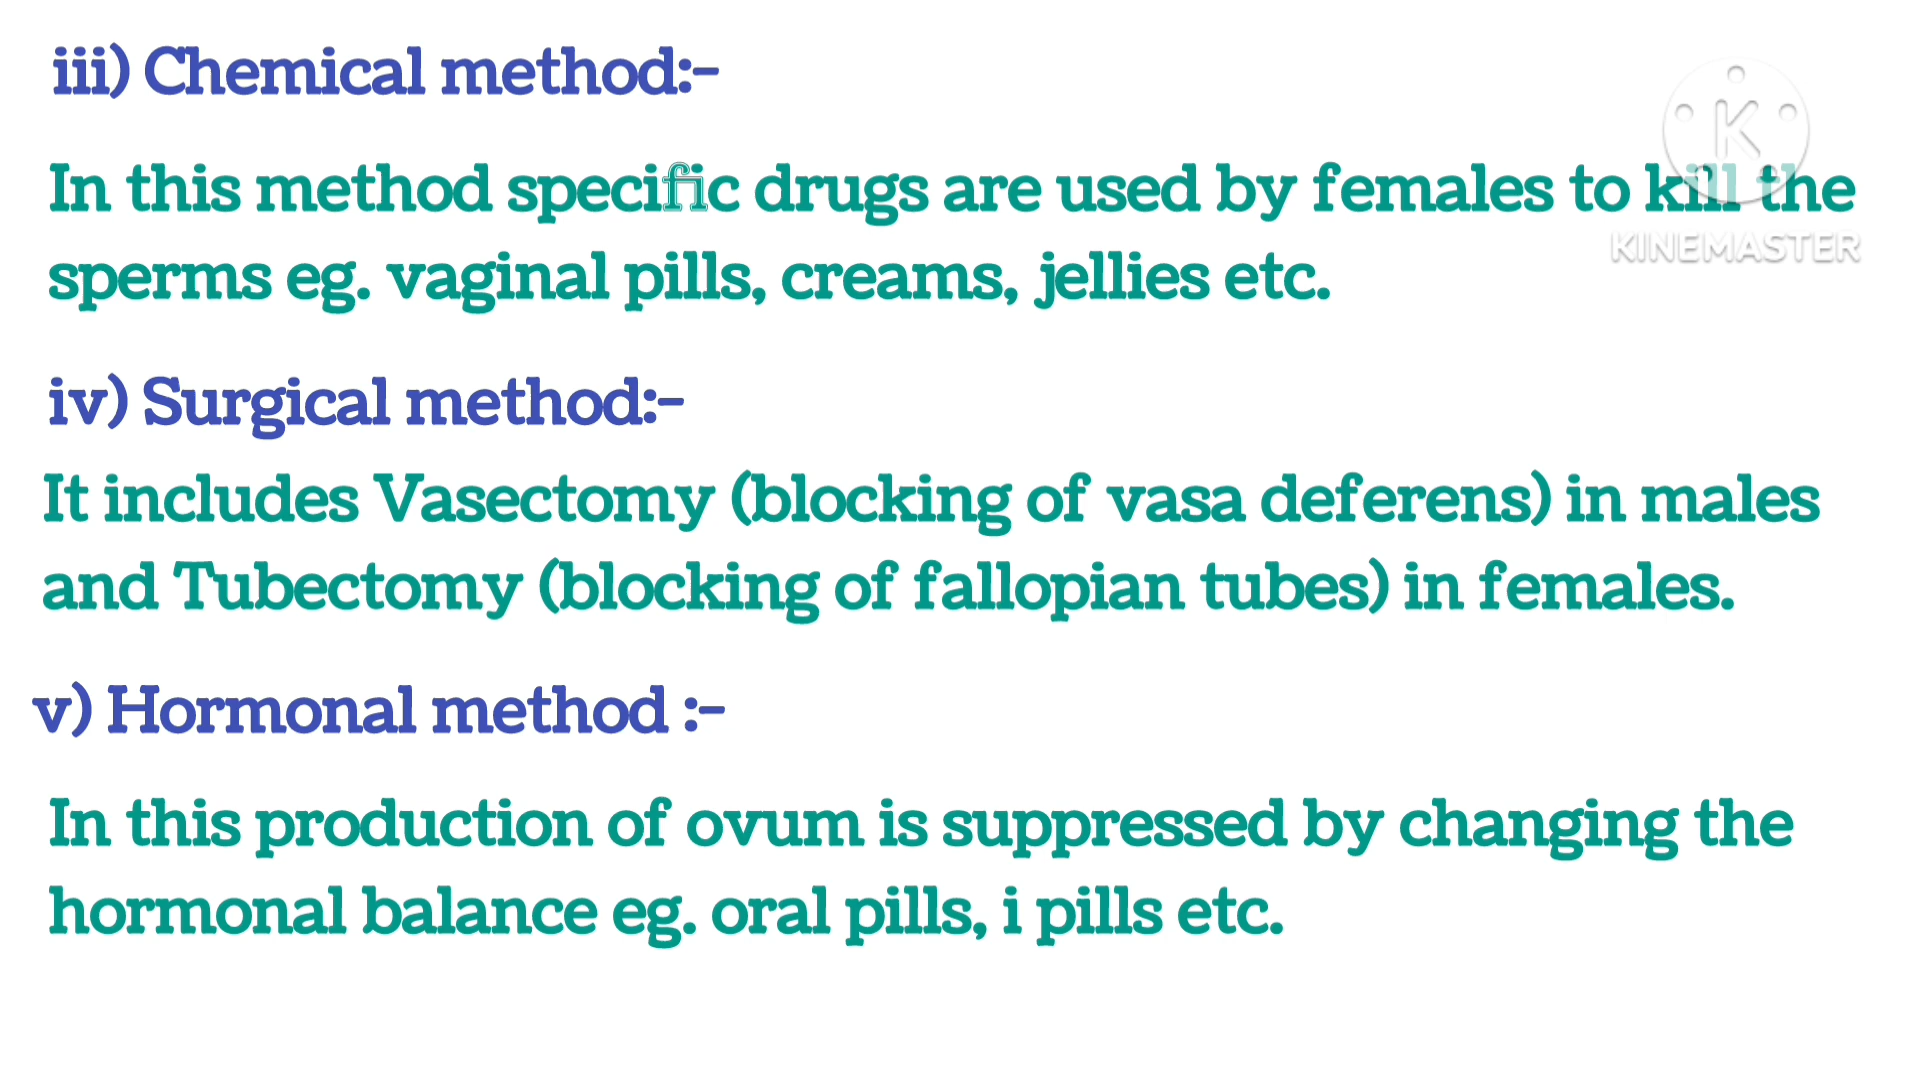 iii) Chemical method:-
In this method specific drugs are used by females to kill the
sperms eg. vaginal pills, creams, jellies etc.
K
KINEMASTER
iv) Surgical method:-
It includes Vasectomy (blocking of vasa deferens) in males
and Tubectomy (blocking of fallopian tubes) in females.
v) Hormonal method :-
In this production of ovum is suppressed by changing the
hormonal balance eg. oral pills, i pills etc.